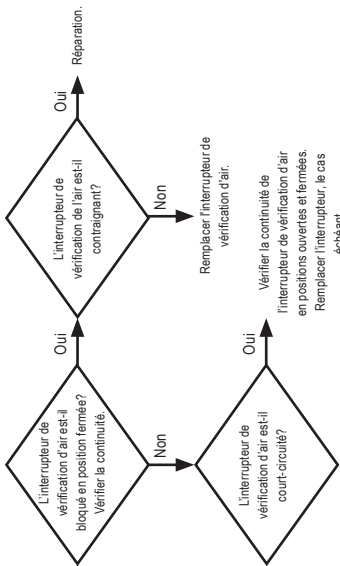 L'interrupteur de
vérification d'air est-il
bloqué en position fermée?
Vérifier la continuité.
Oui
L'interrupteur de
vérification de l'air est-il
contraignant?
Oui
Réparation.
Non
Remplacer l'interrupteur de
vérification d'air.
Non
L'interrupteur de
vérification d'air est-il
court-circuité?
Oui
Vérifier la continuité de
l'interrupteur de vérification d'air
en positions ouvertes et fermées.
Remplacer l'interrupteur, le cas
échéant.